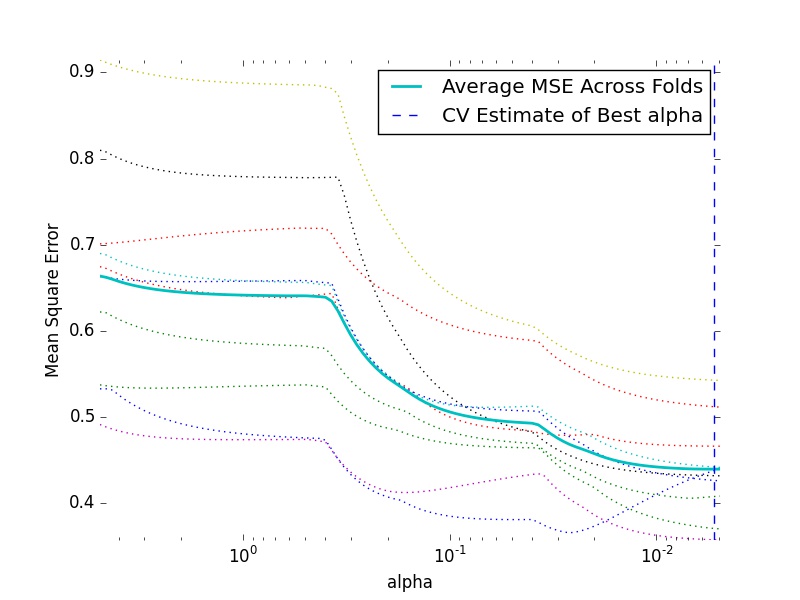 Average MSE Across Folds
CV Estimate of Best alpha
Mean Square Error
0.9
0.8
0.7
0.6
0.5
0.4
10^0 10^-1 10^-2
alpha